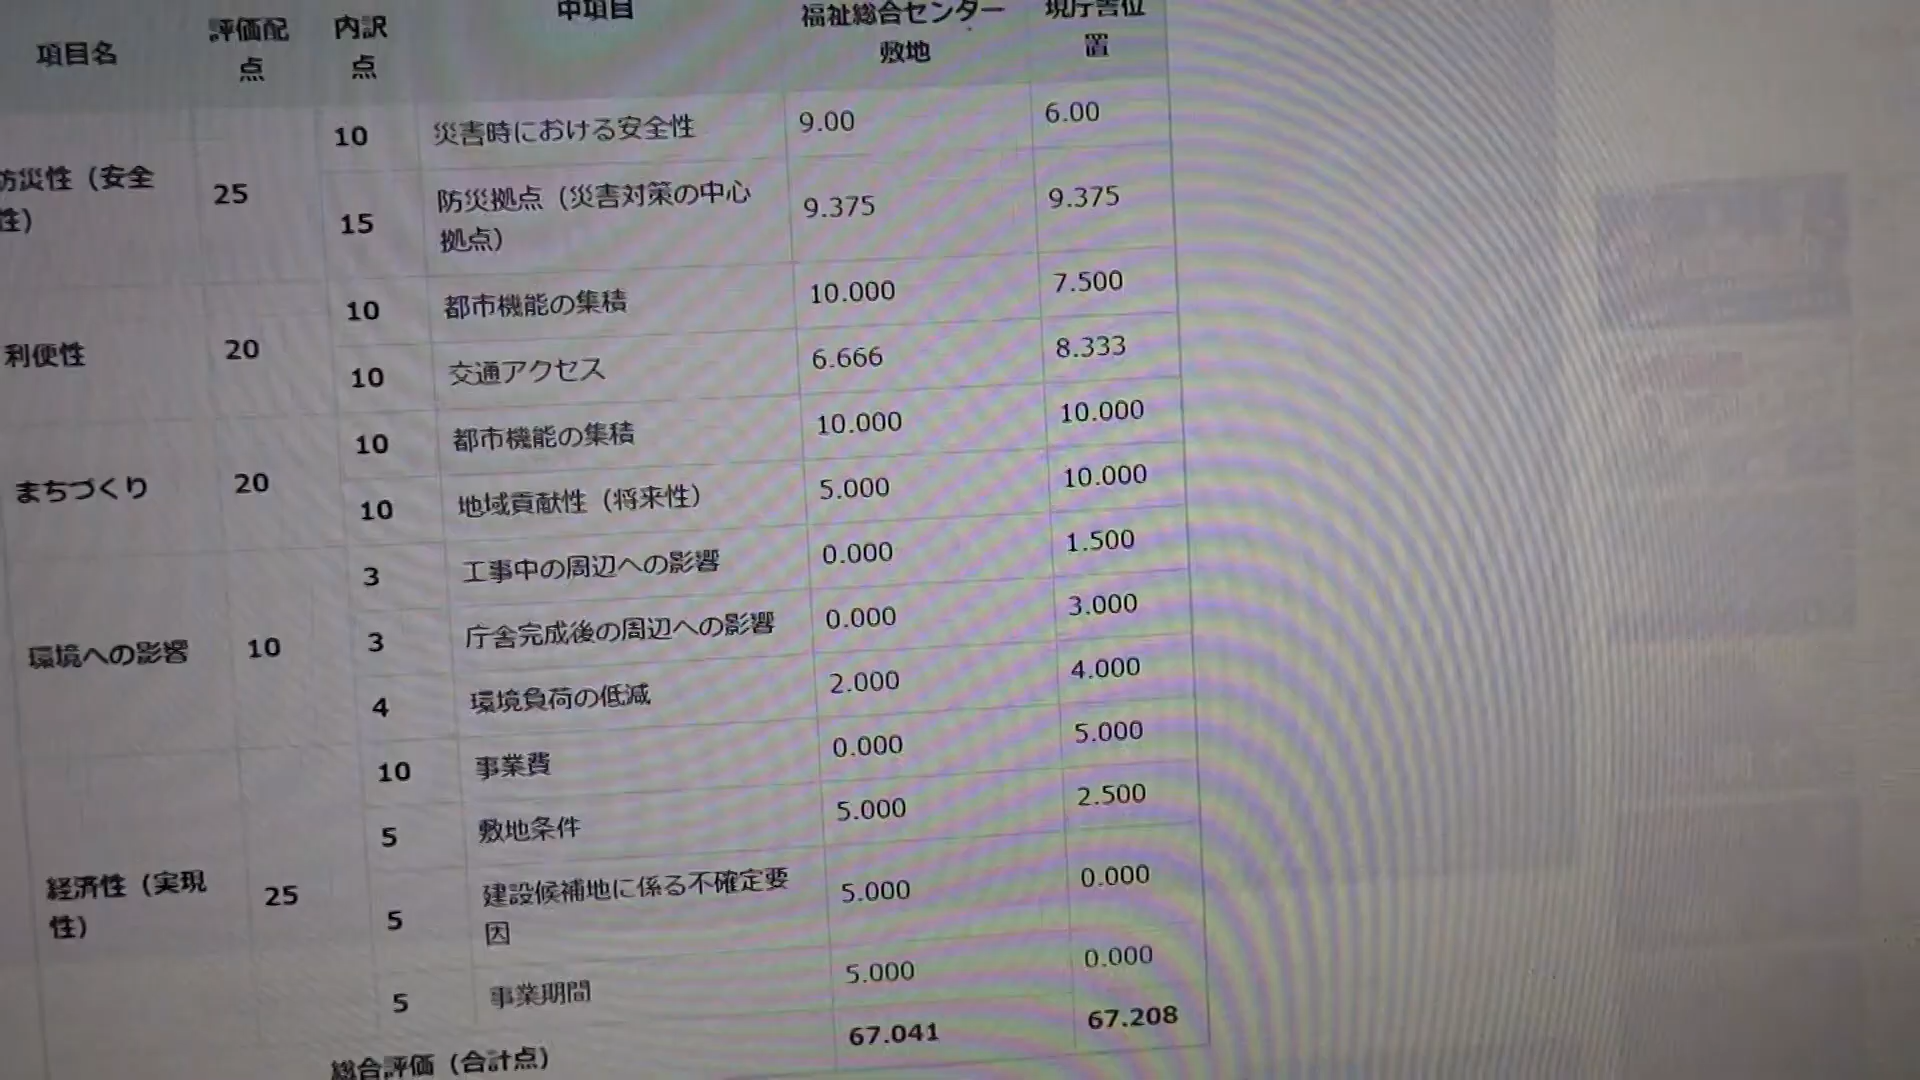 項目名 評価配点 内訳点 中項目 福祉総合センター敷地 現庁舎位置
防災性（安全性） 25 10 災害時における安全性 9.00 6.00
15 防災拠点（災害対策の中心拠点） 9.375 9.375
利便性 20 10 都市機能の集積 10.000 7.500
10 交通アクセス 6.666 8.333
まちづくり 20 10 都市機能の集積 10.000 10.000
10 地域貢献性（将来性） 5.000 10.000
環境への影響 10 3 工事中の周辺への影響 0.000 1.500
3 庁舎完成後の周辺への影響 0.000 3.000
4 環境負荷の低減 2.000 4.000
経済性（実現性） 25 10 事業費 0.000 5.000
5 敷地条件 5.000 2.500
5 建設候補地に係る不確定要因 5.000 0.000
5 事業期間 5.000 0.000
総合評価（合計点） 67.041 67.208